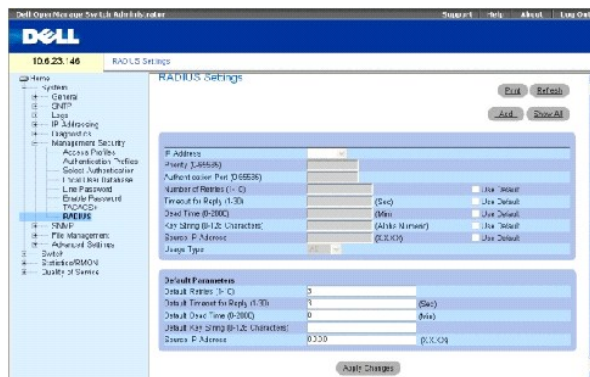 Dell OpenManage Switch Administrator
Support Help About Log Out
DELL
10.6.23.146
RADIUS Settings
Home
System
General
SNTP
Logs
IP Addressing
Diagnostics
Management Security
Access Profiles
Authentication Profiles
Select Authentication
Local User Database
Line Password
Enable Password
TACACS+
RADIUS
SNMP
File Management
Advanced Settings
Switch
Statistics/RMON
Quality of Service
RADIUS Settings
Print Refresh
Add Show All
IP Address
Priority (0-65535)
Authentication Port (0-65535)
Number of Retries (1-10) Use Default
Timeout for Reply (1-30) (Sec) Use Default
Dead Time (0-2000) (Min) Use Default
Key String (0-128 Characters) (Alpha Numeric) Use Default
Source IP Address (X.X.X.X) Use Default
Usage Type
Default Parameters
Default Retries (1-10) 3
Default Timeout for Reply (1-30) 3 (Sec)
Default Dead Time (0-2000) 0 (Min)
Default Key String (0-128 Characters)
Source IP Address 0.0.0.0 (X.X.X.X)
Apply Changes